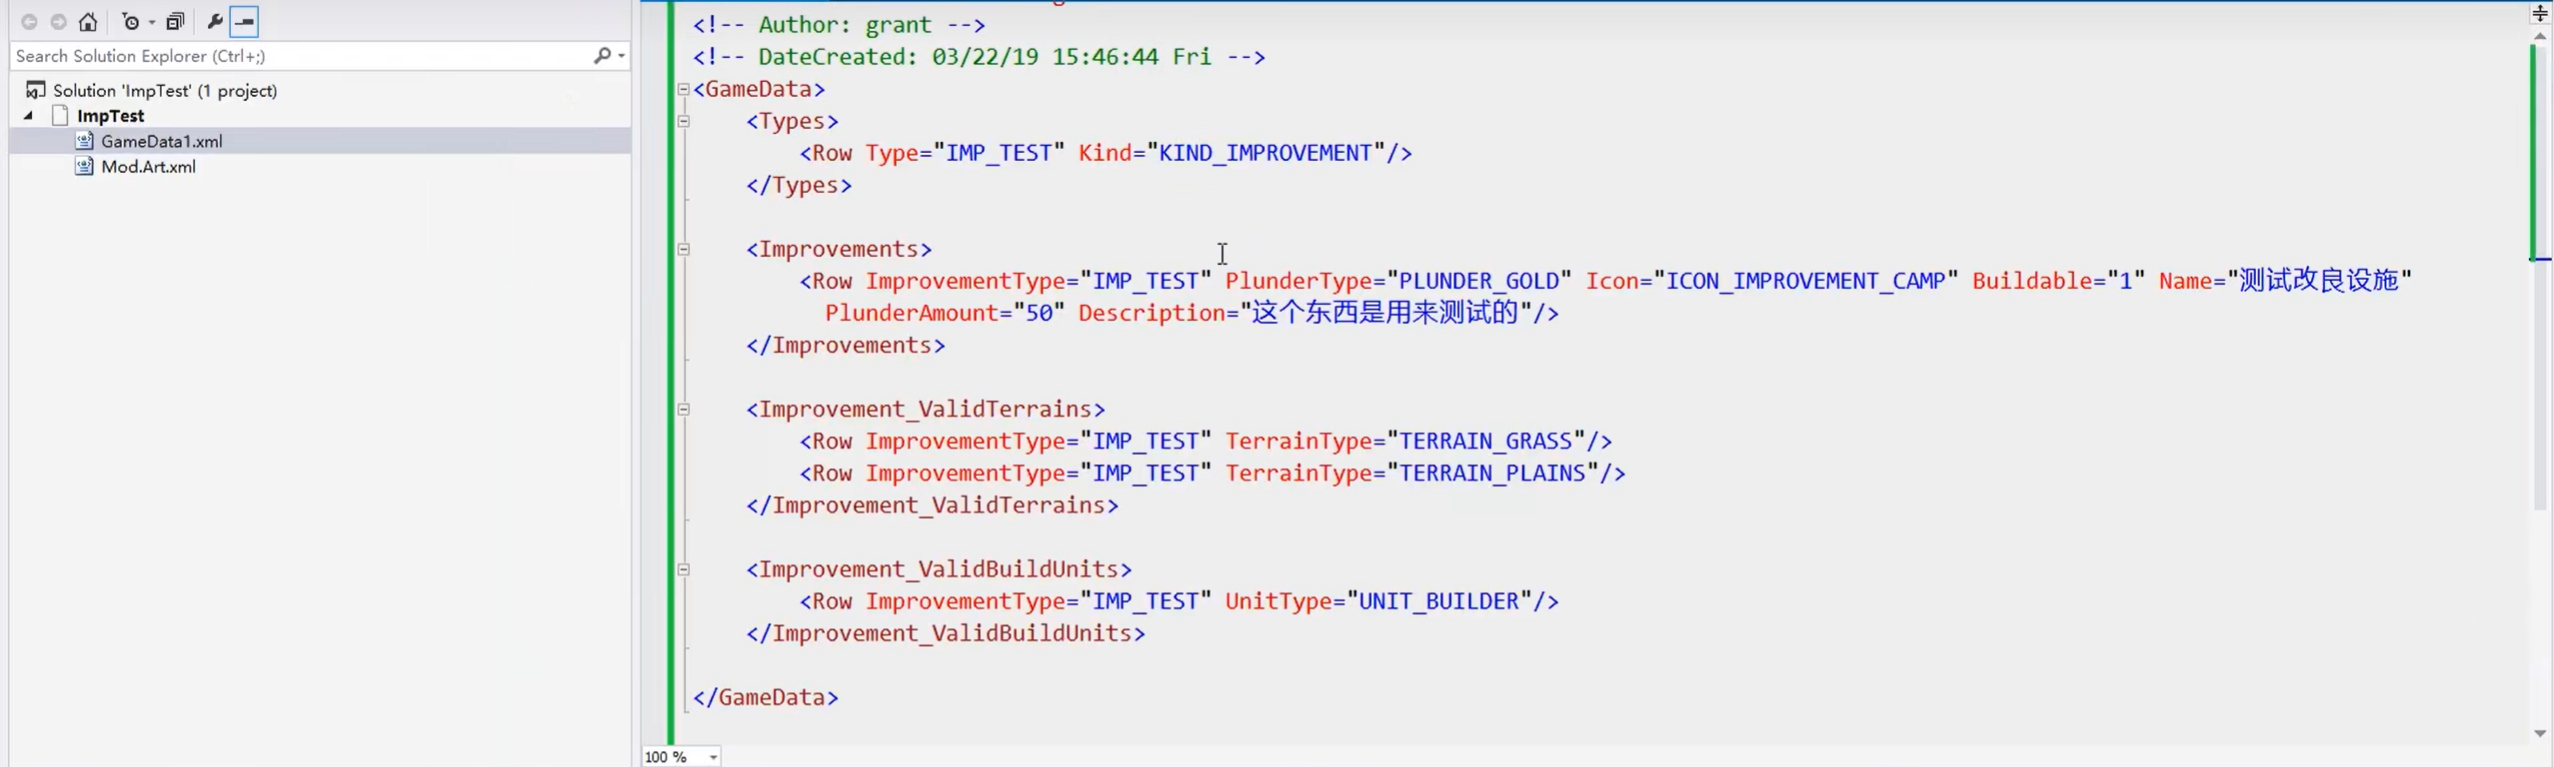 Search Solution Explorer (Ctrl+;)
Solution 'ImpTest' (1 project)
ImpTest
GameData1.xml
Mod.Art.xml
<!-- Author: grant -->
<!-- DateCreated: 03/22/19 15:46:44 Fri -->
<GameData>
<Types>
<Row Type="IMP_TEST" Kind="KIND_IMPROVEMENT"/>
</Types>
<Improvements>
<Row ImprovementType="IMP_TEST" PlunderType="PLUNDER_GOLD" Icon="ICON_IMPROVEMENT_CAMP" Buildable="1" Name="测试改良设施"
PlunderAmount="50" Description="这个东西是用来测试的"/>
</Improvements>
<Improvement_ValidTerrains>
<Row ImprovementType="IMP_TEST" TerrainType="TERRAIN_GRASS"/>
<Row ImprovementType="IMP_TEST" TerrainType="TERRAIN_PLAINS"/>
</Improvement_ValidTerrains>
<Improvement_ValidBuildUnits>
<Row ImprovementType="IMP_TEST" UnitType="UNIT_BUILDER"/>
</Improvement_ValidBuildUnits>
</GameData>
100 %